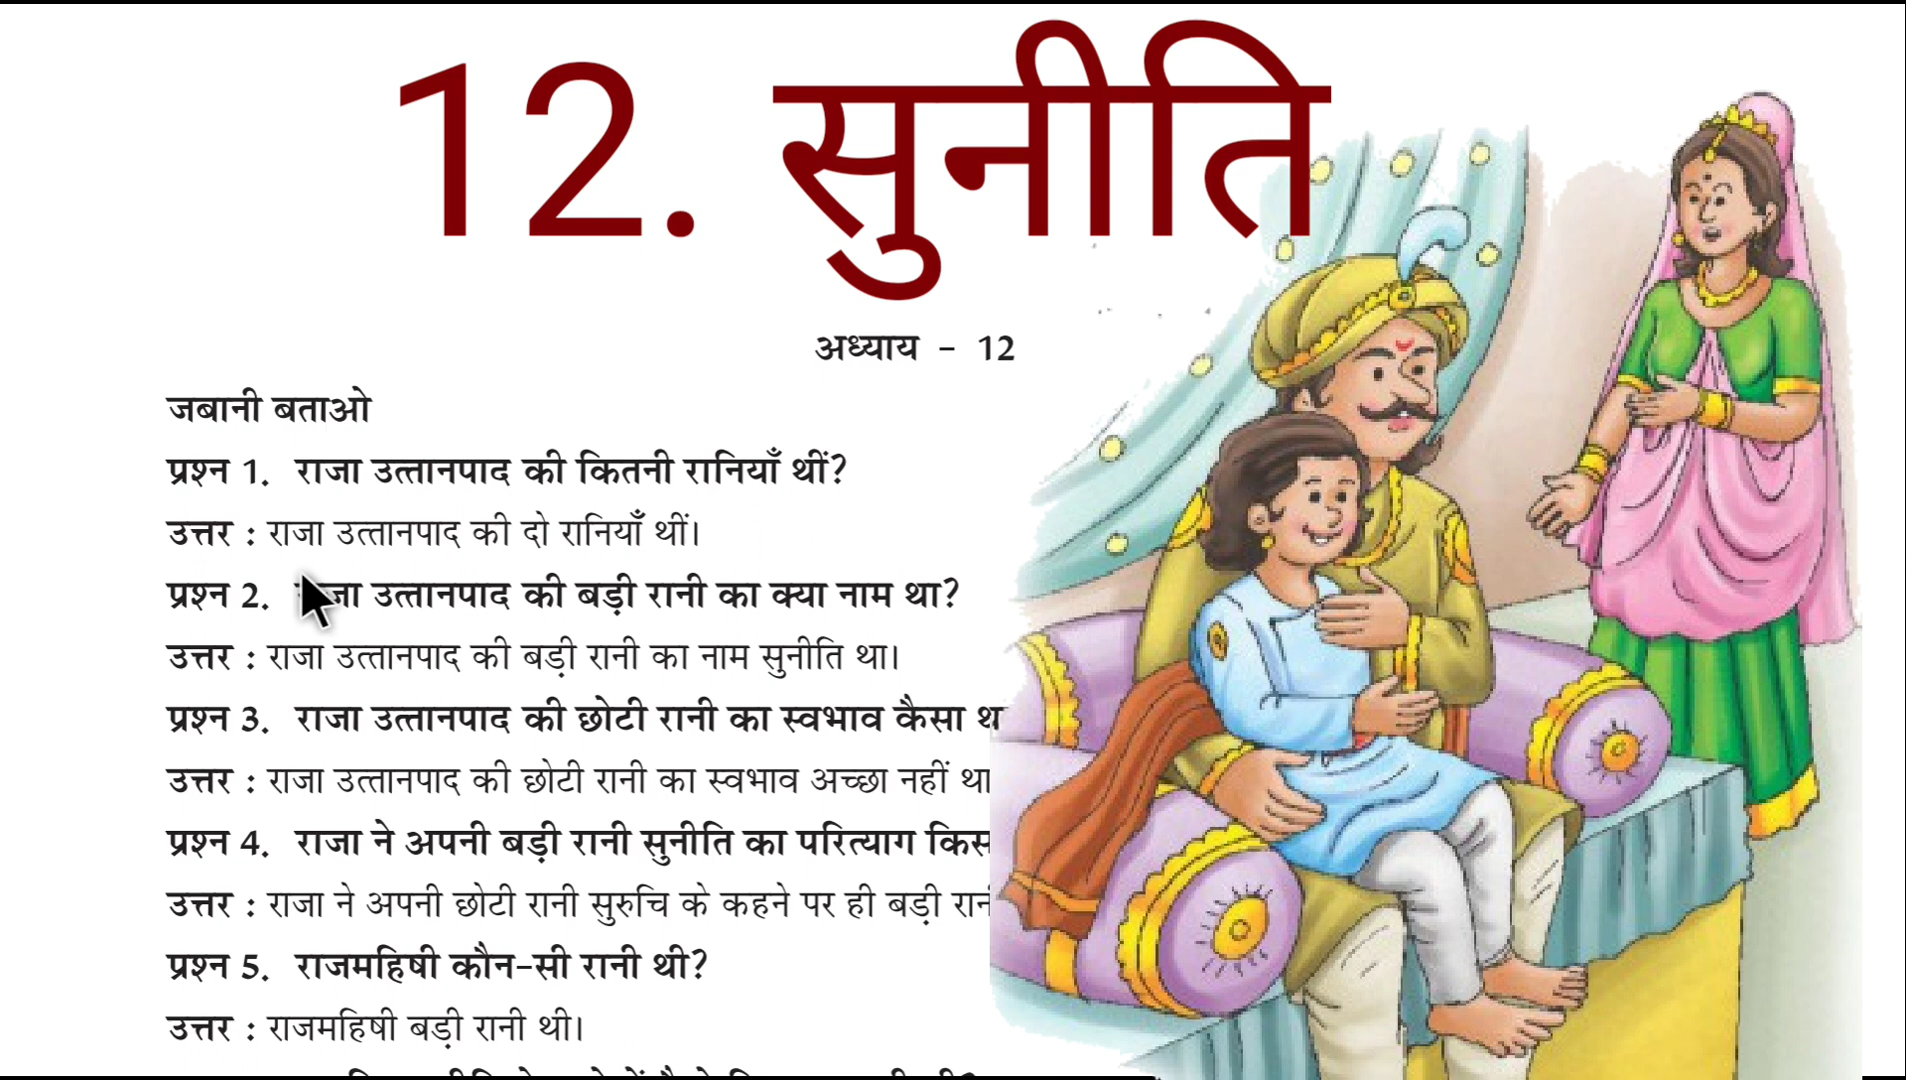 12. सुनीति
अध्याय - 12
जबानी बताओ
प्रश्न 1. राजा उत्तानपाद की कितनी रानियाँ थीं?
उत्तर : राजा उत्तानपाद की दो रानियाँ थीं।
प्रश्न 2. राजा उत्तानपाद की बड़ी रानी का क्या नाम था?
उत्तर : राजा उत्तानपाद की बड़ी रानी का नाम सुनीति था।
प्रश्न 3. राजा उत्तानपाद की छोटी रानी का स्वभाव कैसा
उत्तर : राजा उत्तानपाद की छोटी रानी का स्वभाव अच्छा नहीं था
प्रश्न 4. राजा ने अपनी बड़ी रानी सुनीति का परित्याग
उत्तर : राजा ने अपनी छोटी रानी सुरुचि के कहने पर ही बड़ी
प्रश्न 5. राजमहिषी कौन-सी रानी थी?
उत्तर : राजमहिषी बड़ी रानी थी।